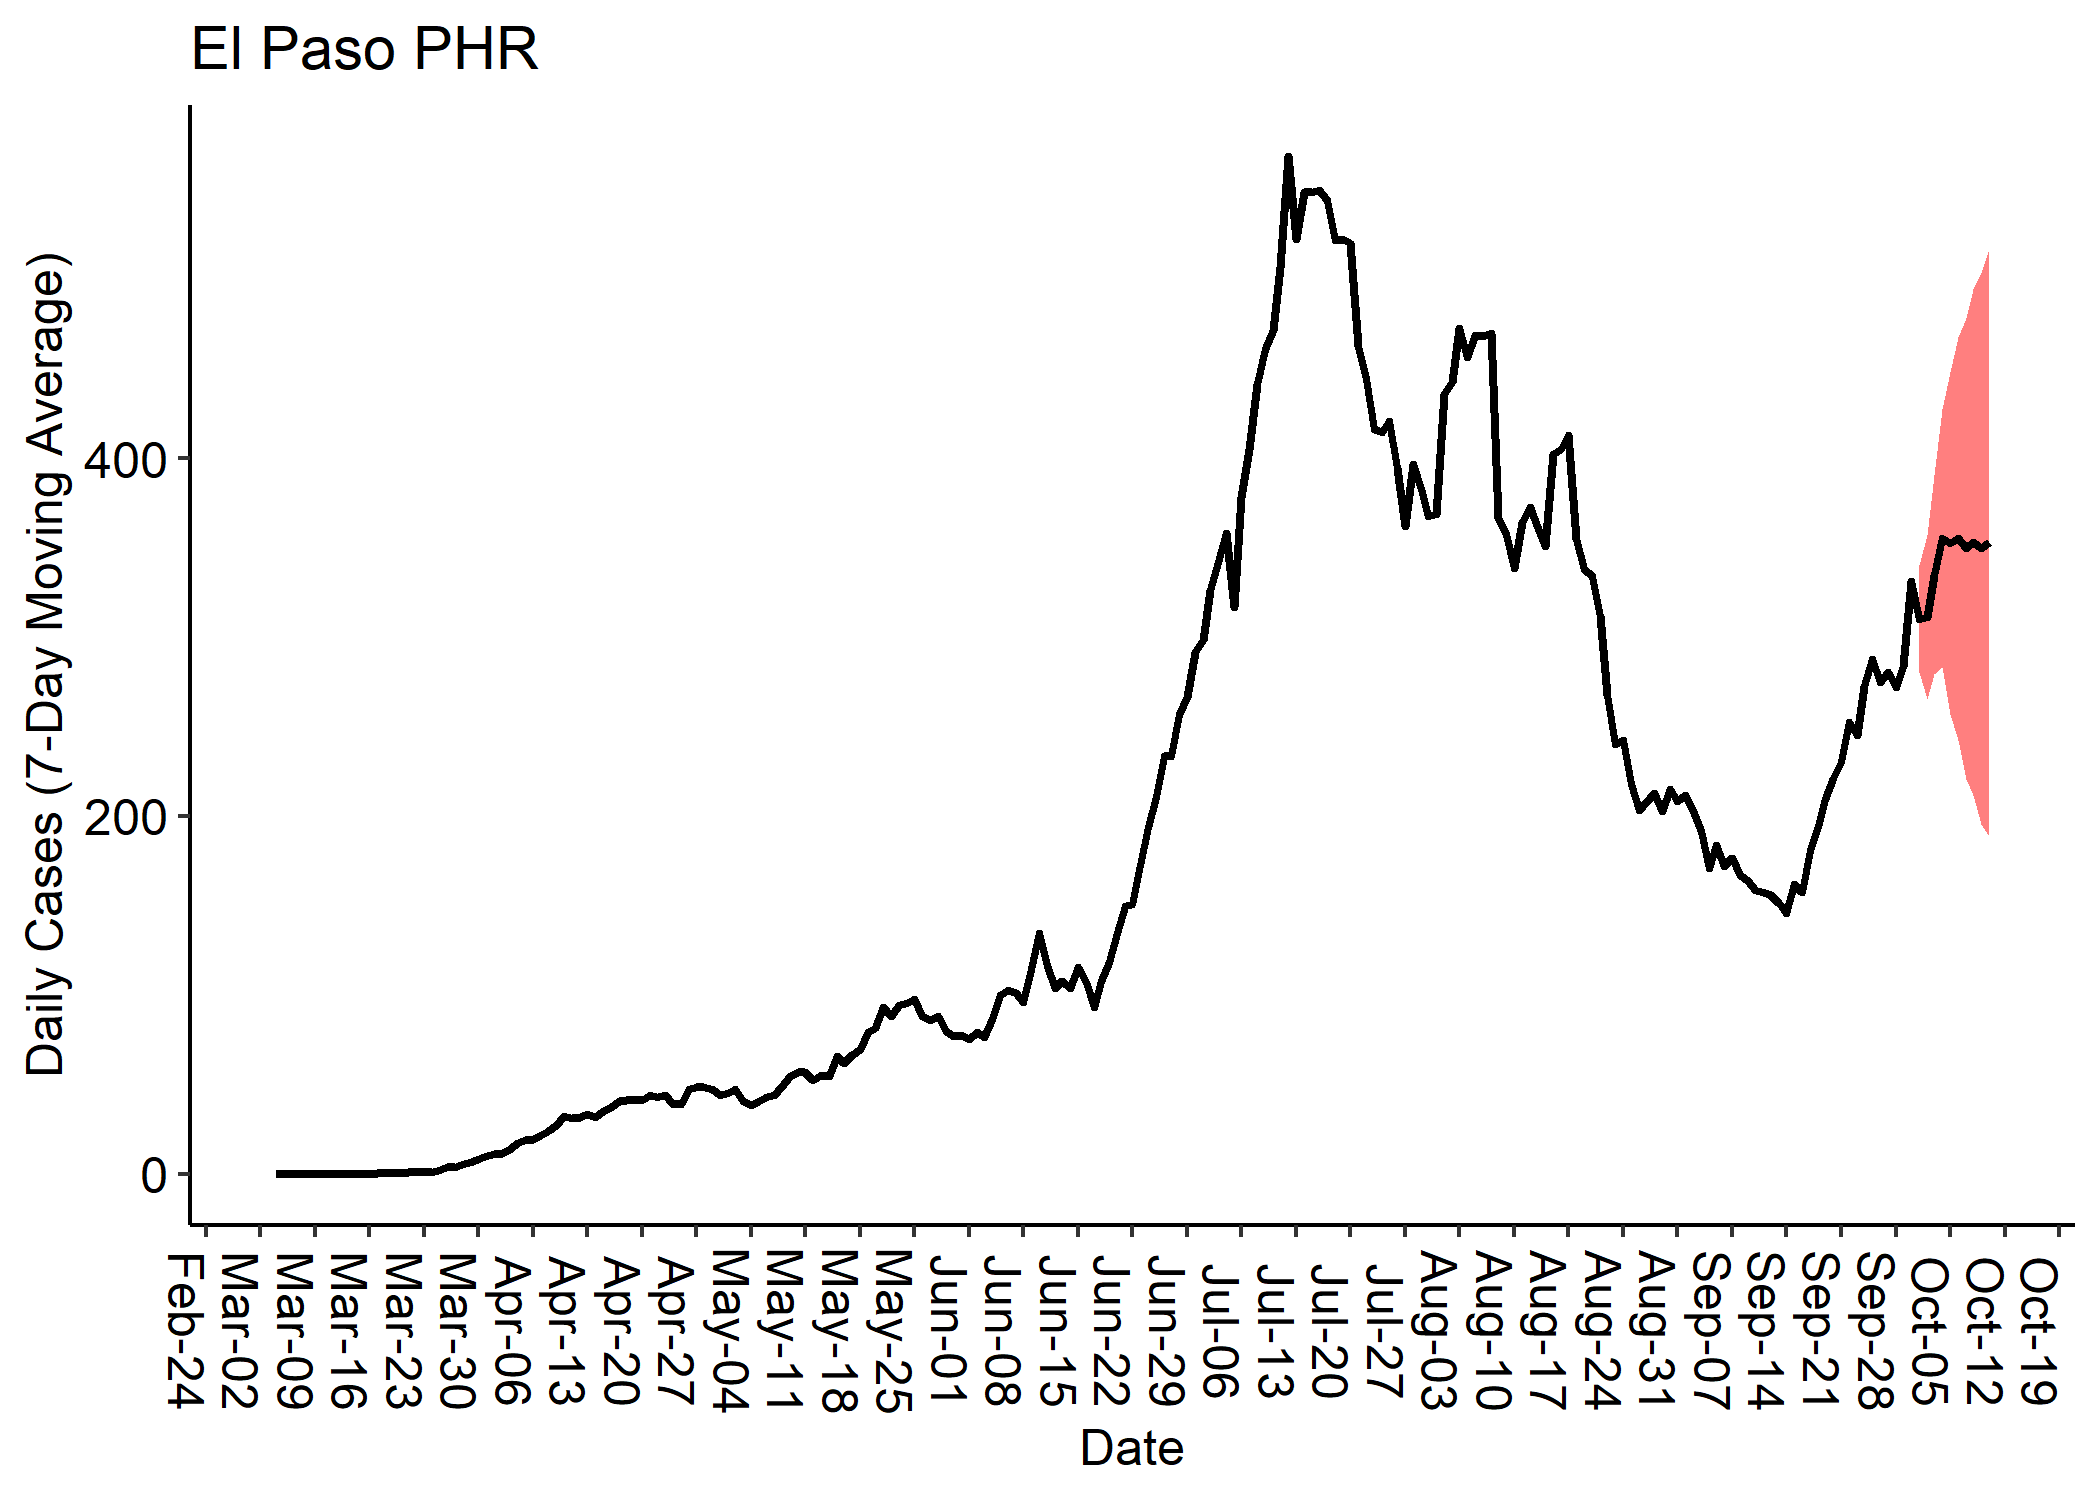 El Paso PHR
Daily Cases (7-Day Moving Average)
400
200
0
Feb-24
Mar-02
Mar-09
Mar-16
Mar-23
Mar-30
Apr-06
Apr-13
Apr-20
Apr-27
May-04
May-11
May-18
May-25
Jun-01
Jun-08
Jun-15
Jun-22
Jun-29
Jul-06
Jul-13
Jul-20
Jul-27
Aug-03
Aug-10
Aug-17
Aug-24
Aug-31
Sep-07
Sep-14
Sep-21
Sep-28
Oct-05
Oct-12
Oct-19
Date